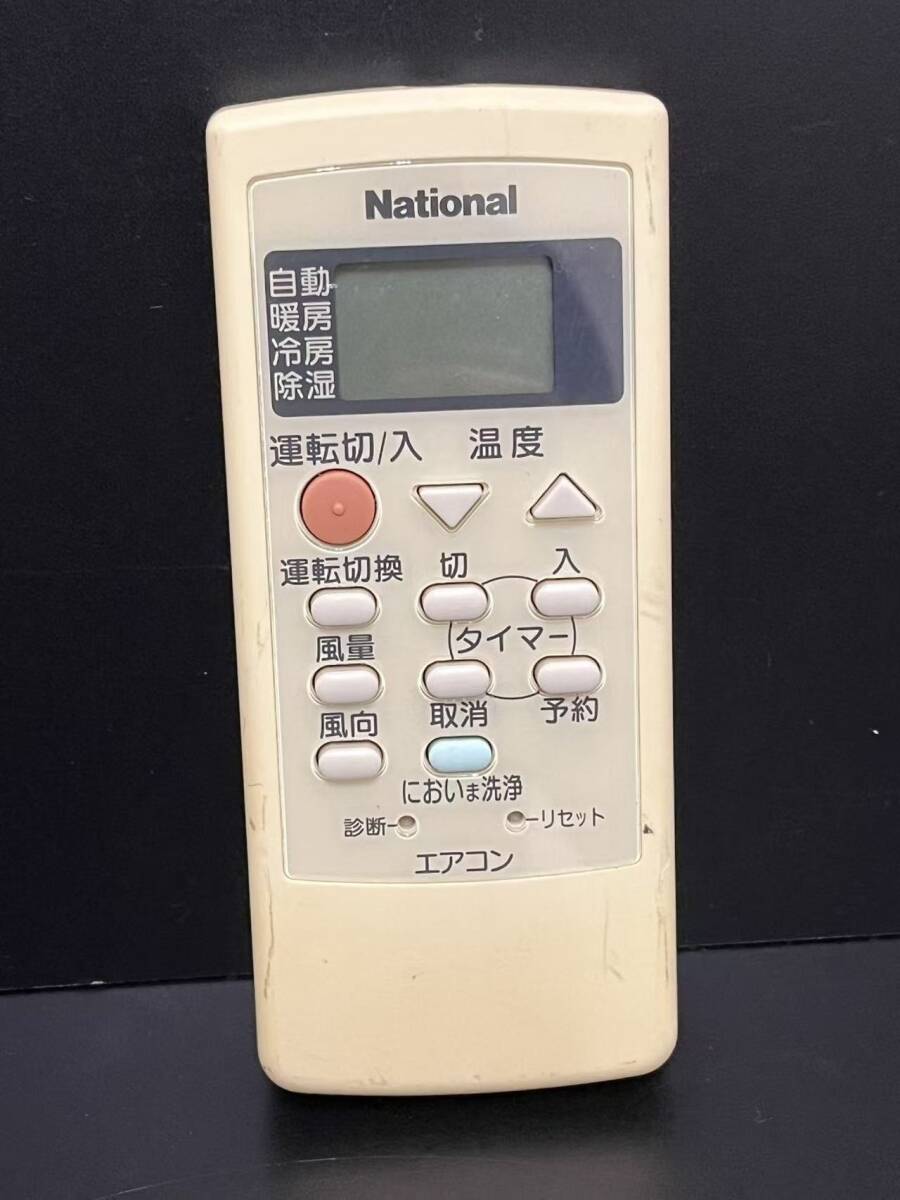 National
自動
暖房
冷房
除湿
運転切/入 温度
運転切換 切 入
風量 タイマー
風向 取消 予約
においま洗浄
診断 リセット
エアコン